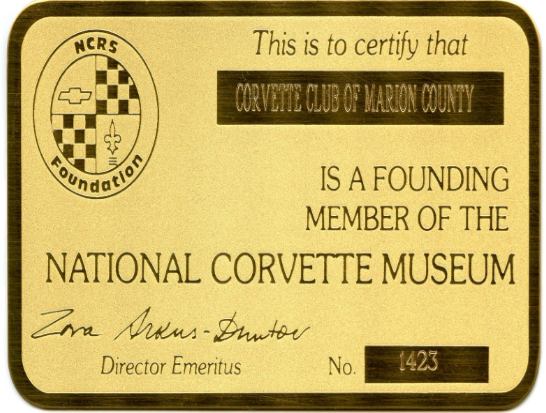 NCRS
Foundation
This is to certify that
CORVETTE CLUB OF MARION COUNTY
IS A FOUNDING
MEMBER OF THE
NATIONAL CORVETTE MUSEUM
Zora Arkus-Duntov
Director Emeritus
No. 1423